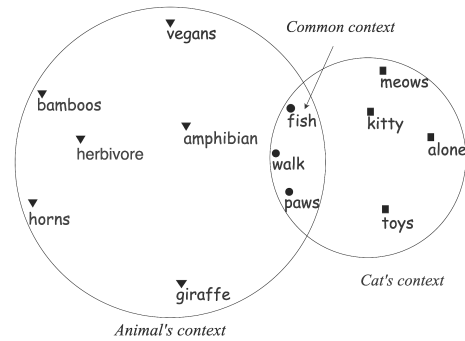 vegans
Common context
meows
bamboos
fish
kitty
amphibian
herbivore
alone
walk
paws
horns
toys
giraffe
Cat's context
Animal's context